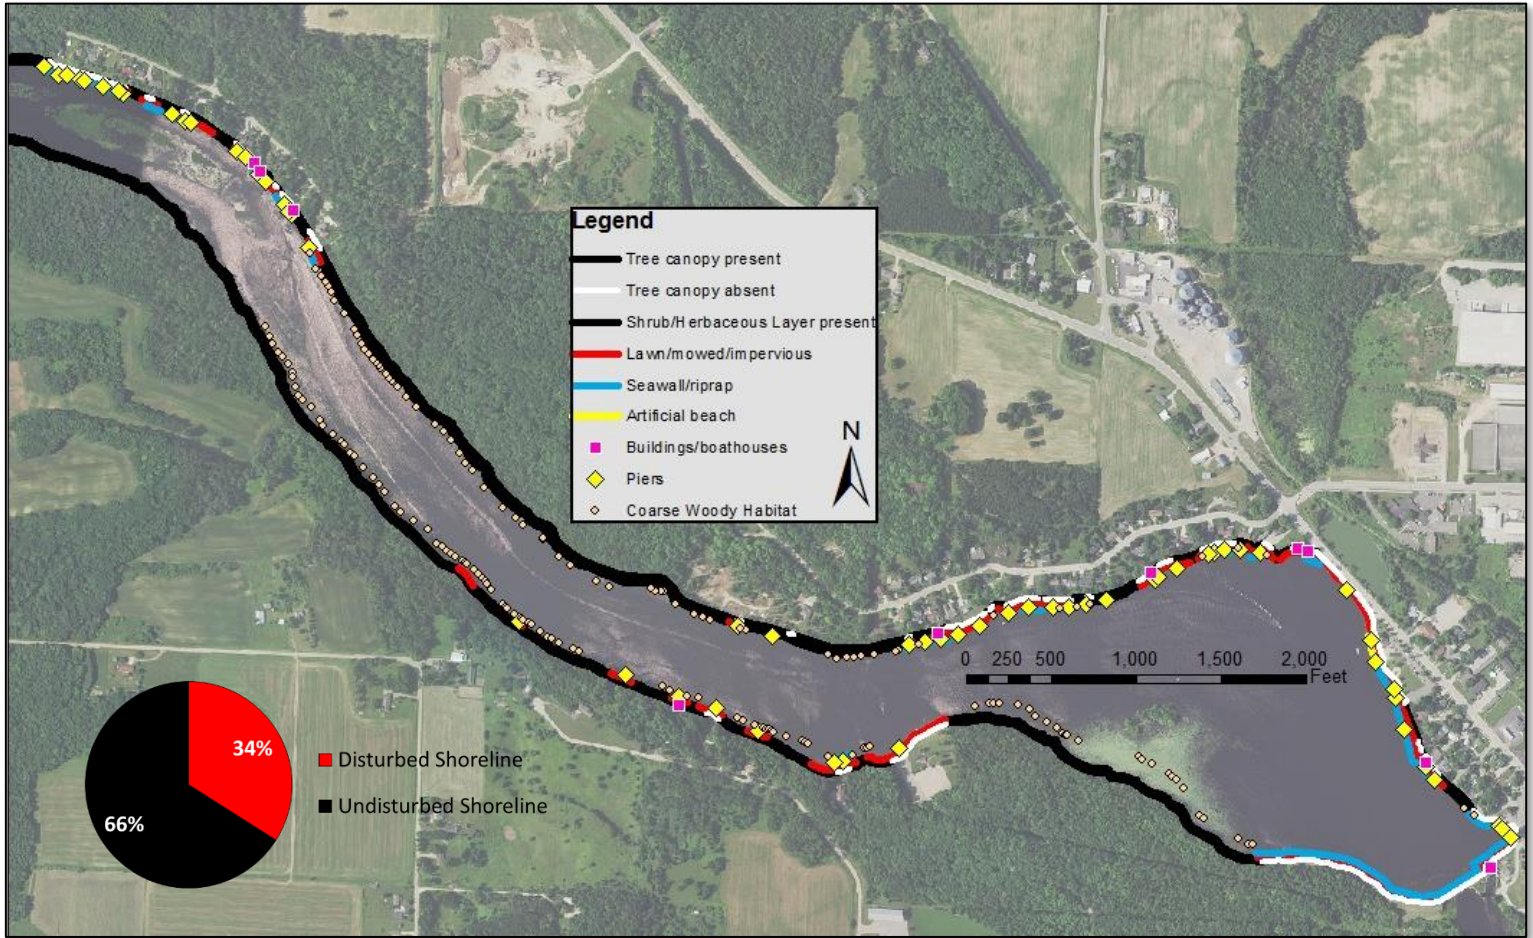 Legend
Tree canopy present
Tree canopy absent
Shrub/Herbaceous Layer present
Lawn/mowed/impervious
Seawall/riprap
Artificial beach
Buildings/boathouses
Piers
Coarse Woody Habitat
N
0 250 500 1,000 1,500 2,000
Feet
34%
66%
Disturbed Shoreline
Undisturbed Shoreline